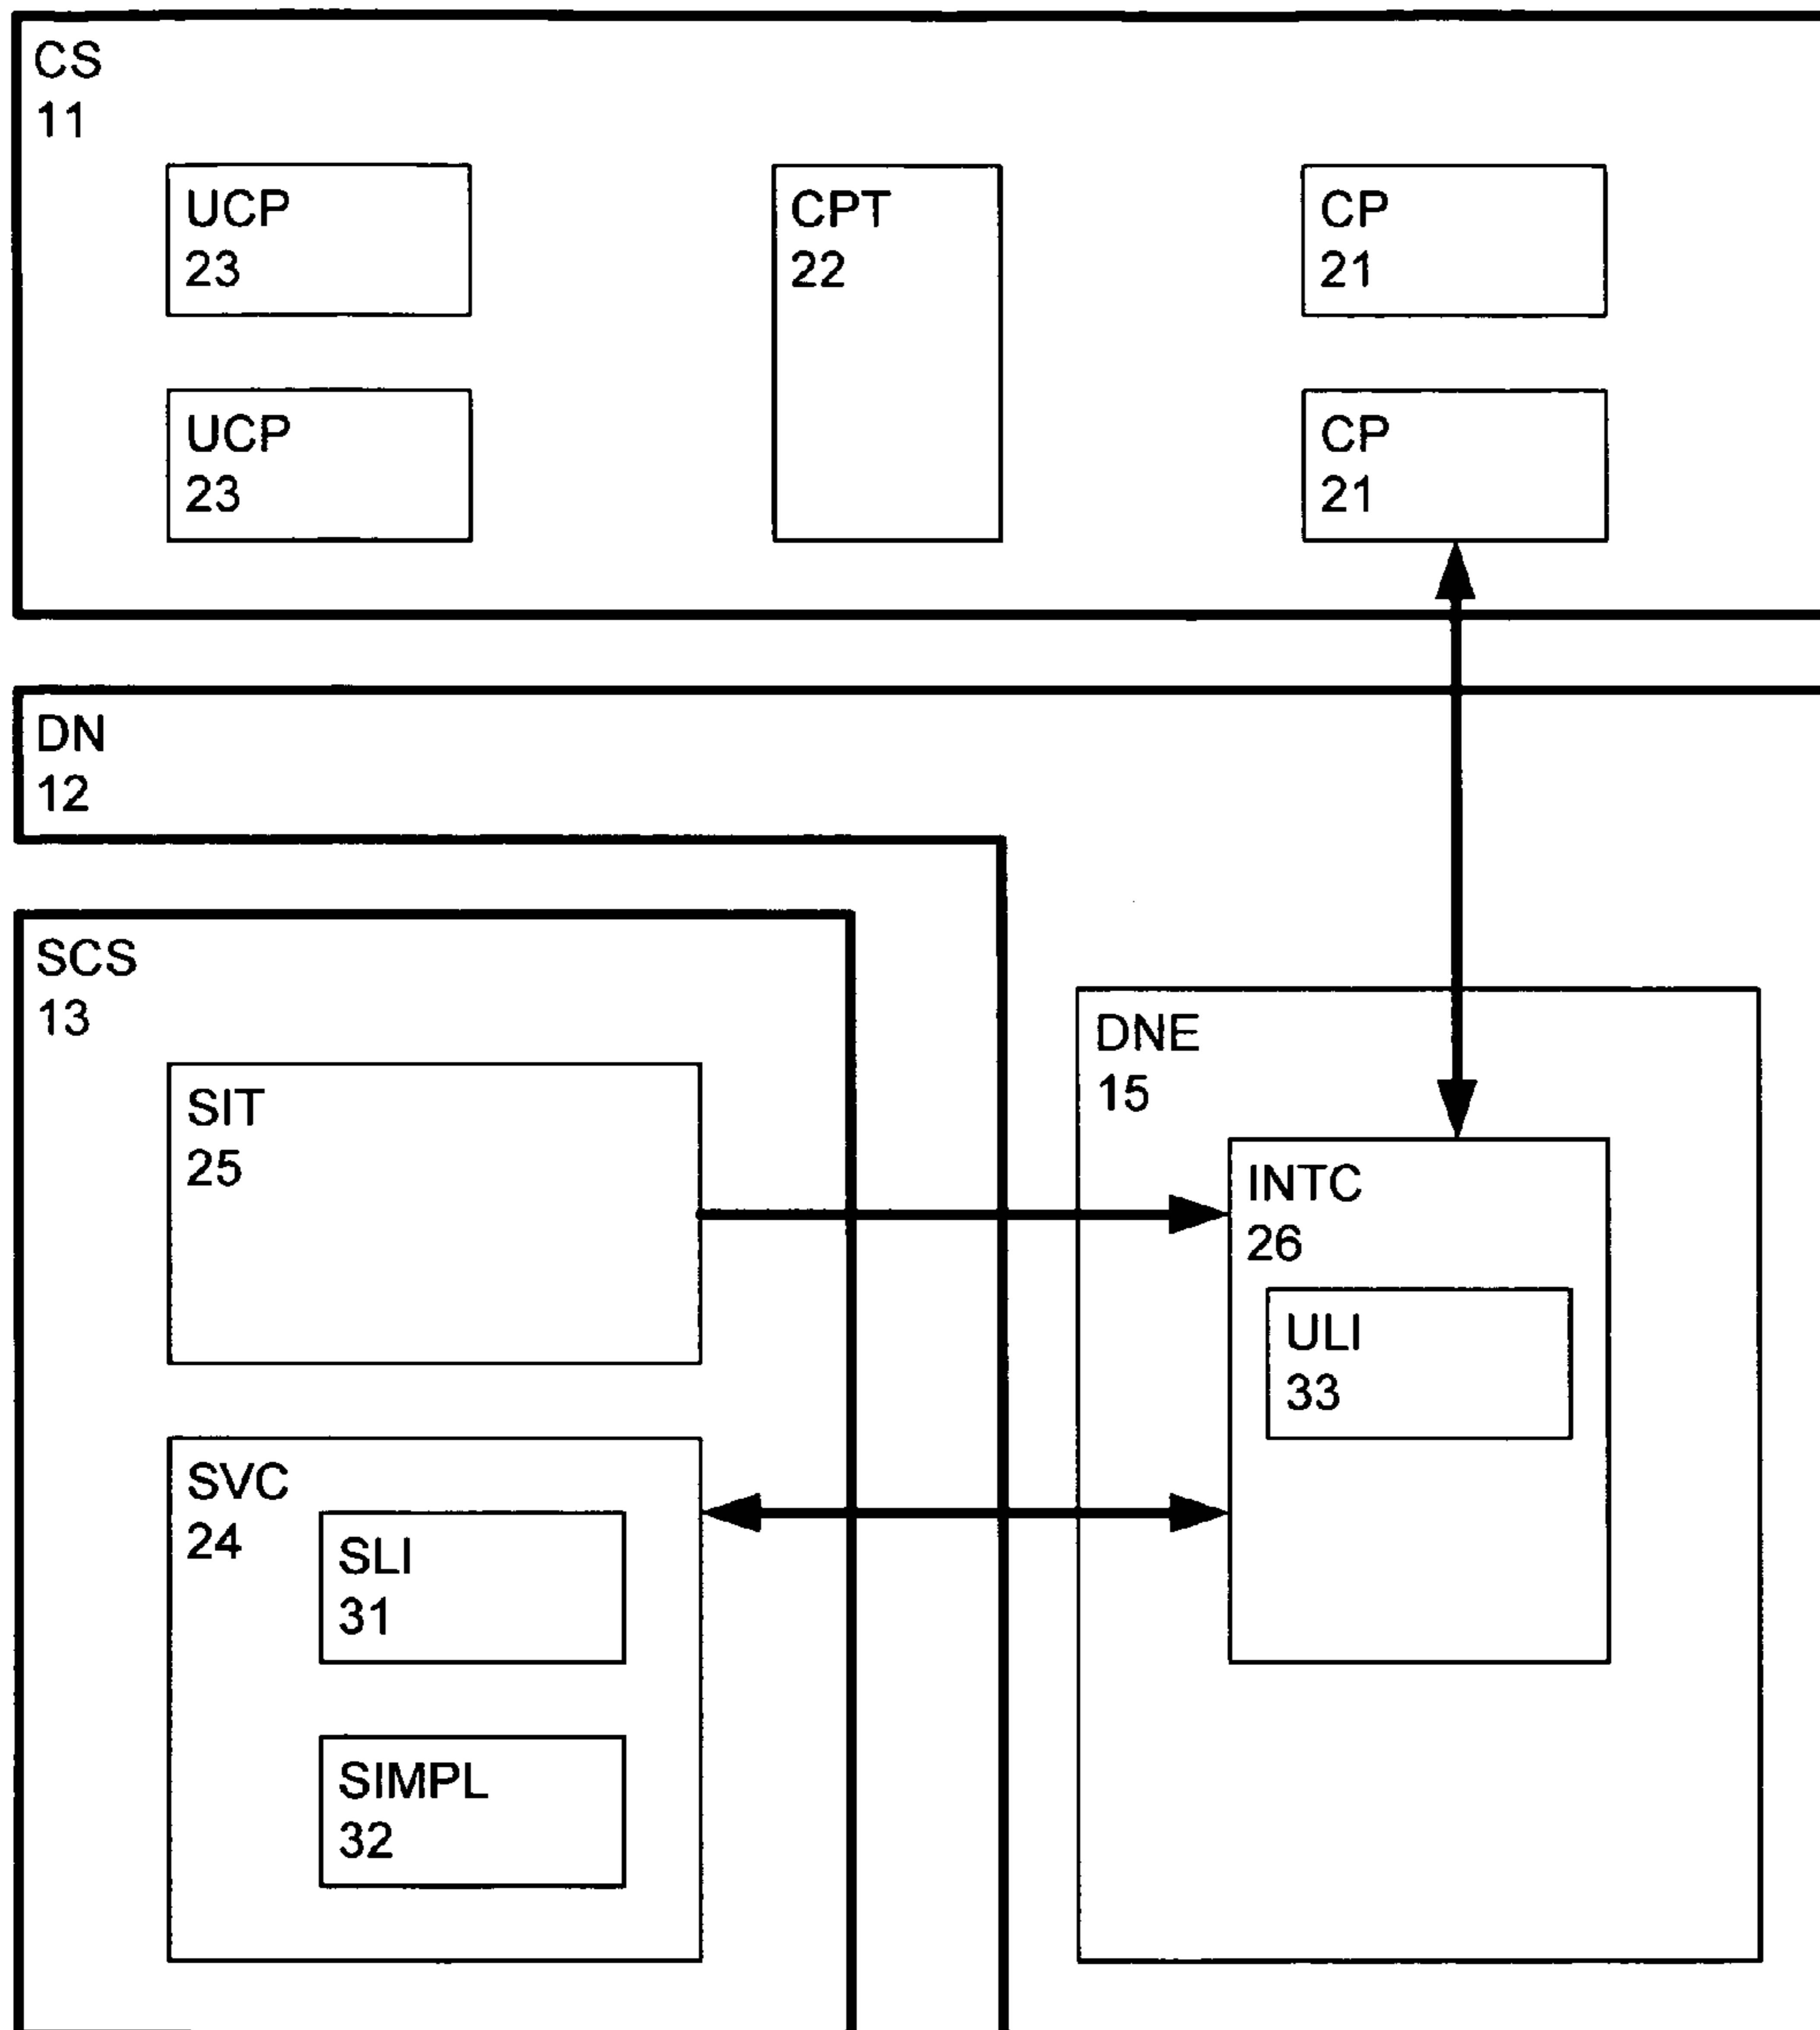 CS
11
UCP
23
CPT
22
CP
21
UCP
23
CP
21
DN
12
SCS
13
DNE
15
SIT
25
INTC
26
ULI
33
SVC
24
SLI
31
SIMPL
32